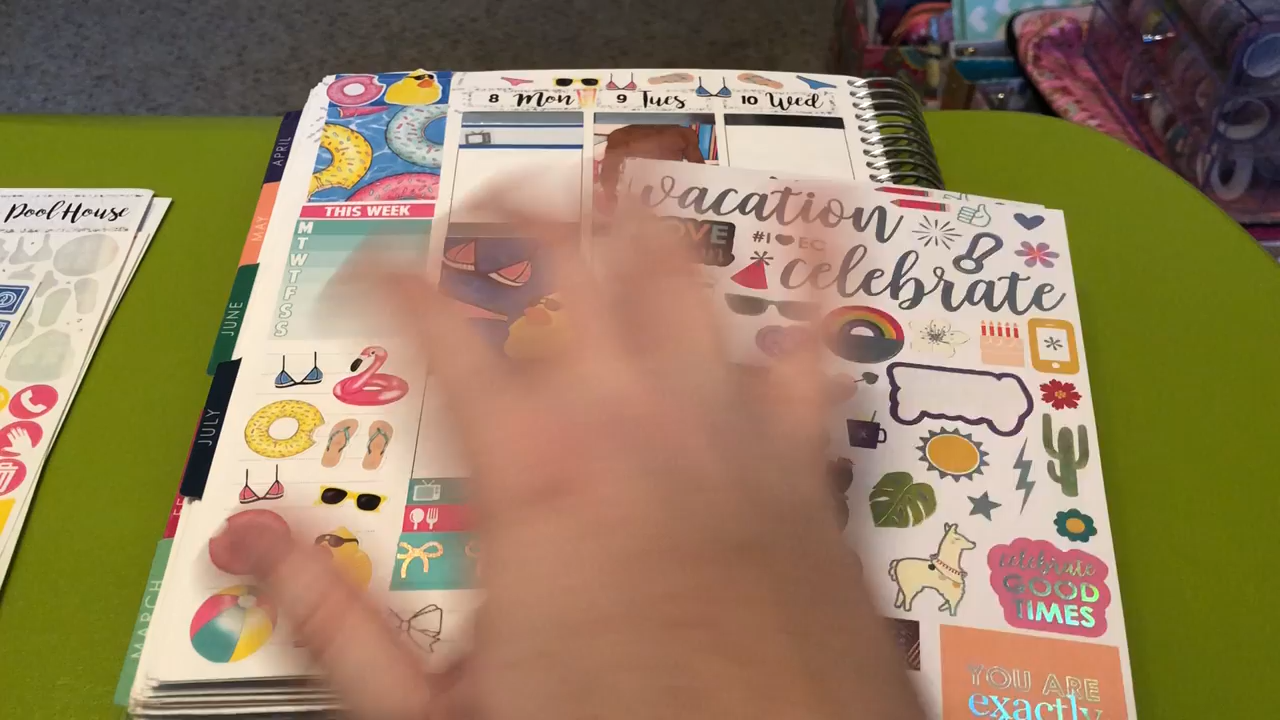 Pool House
8 Mon
9 Tues
10 Wed
APRIL
MAY
JUNE
JULY
MARCH
THIS WEEK
M
T
W
T
F
S
S
vacation
#I EC
celebrate
celebrate
GOOD
TIMES
YOU ARE
exactly